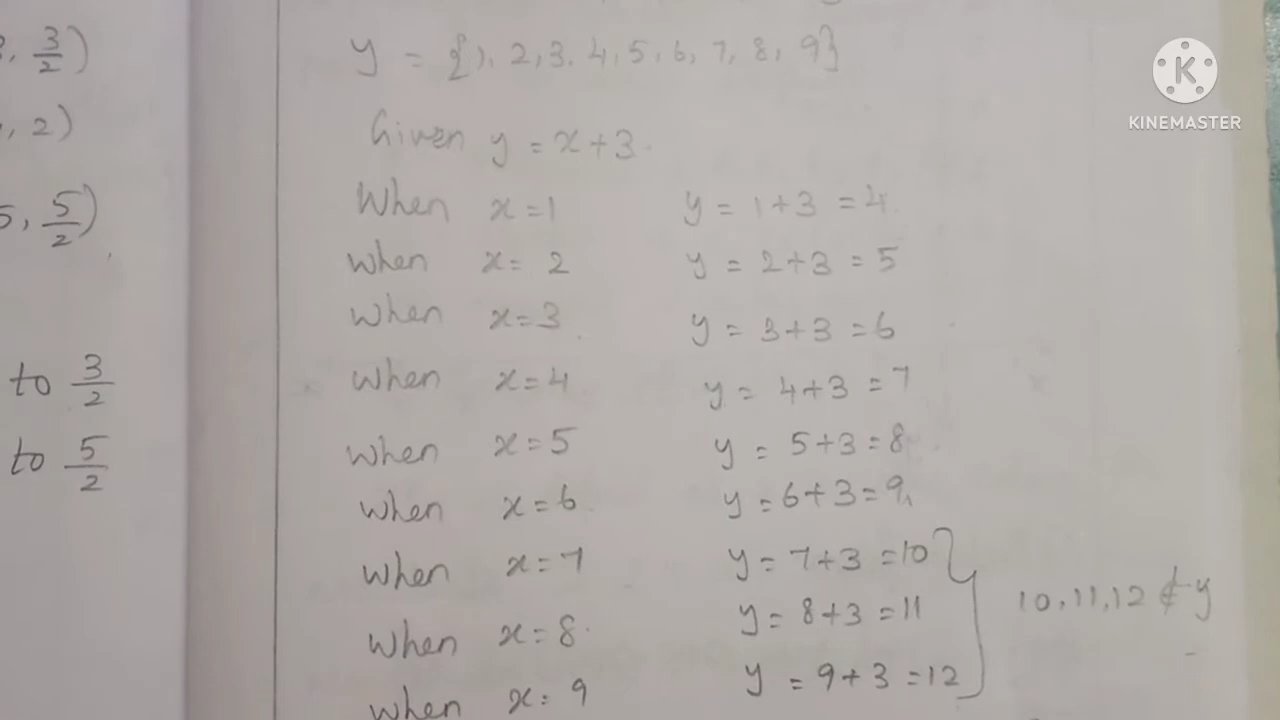 , 3/2)
, 2)
5, 5/2)
to 3/2
to 5/2
y = {1, 2, 3, 4, 5, 6, 7, 8, 9}
Given y = x+3.
When x=1 y = 1+3 = 4.
when x= 2 y = 2+3 = 5
when x=3. y = 3+3 = 6
when x=4 y = 4+3 = 7
when x=5 y = 5+3 = 8
when x=6. y = 6+3 = 9,
when x=7 y = 7+3 = 10
when x=8. y = 8+3 = 11
10, 11, 12 ∉ y
when x= 9 y = 9+3 = 12
KINEMASTER